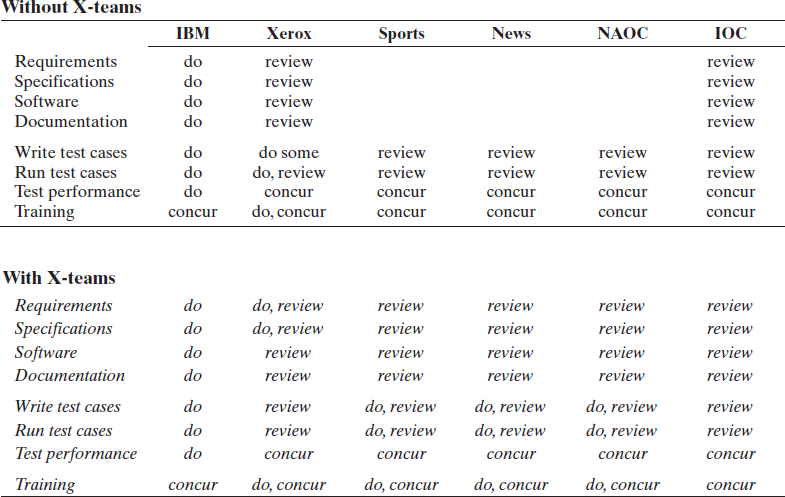 Without X-teams
IBM Xerox Sports News NAOC IOC
Requirements do review review
Specifications do review review
Software do review review
Documentation do review review
Write test cases do do some review review review review
Run test cases do do, review review review review review
Test performance do concur concur concur concur concur
Training concur do, concur concur concur concur concur
With X-teams
Requirements do do, review review review review review
Specifications do do, review review review review review
Software do review review review review review
Documentation do review review review review review
Write test cases do review do, review do, review do, review review
Run test cases do review do, review do, review do, review review
Test performance do concur concur concur concur concur
Training concur do, concur do, concur do, concur do, concur concur